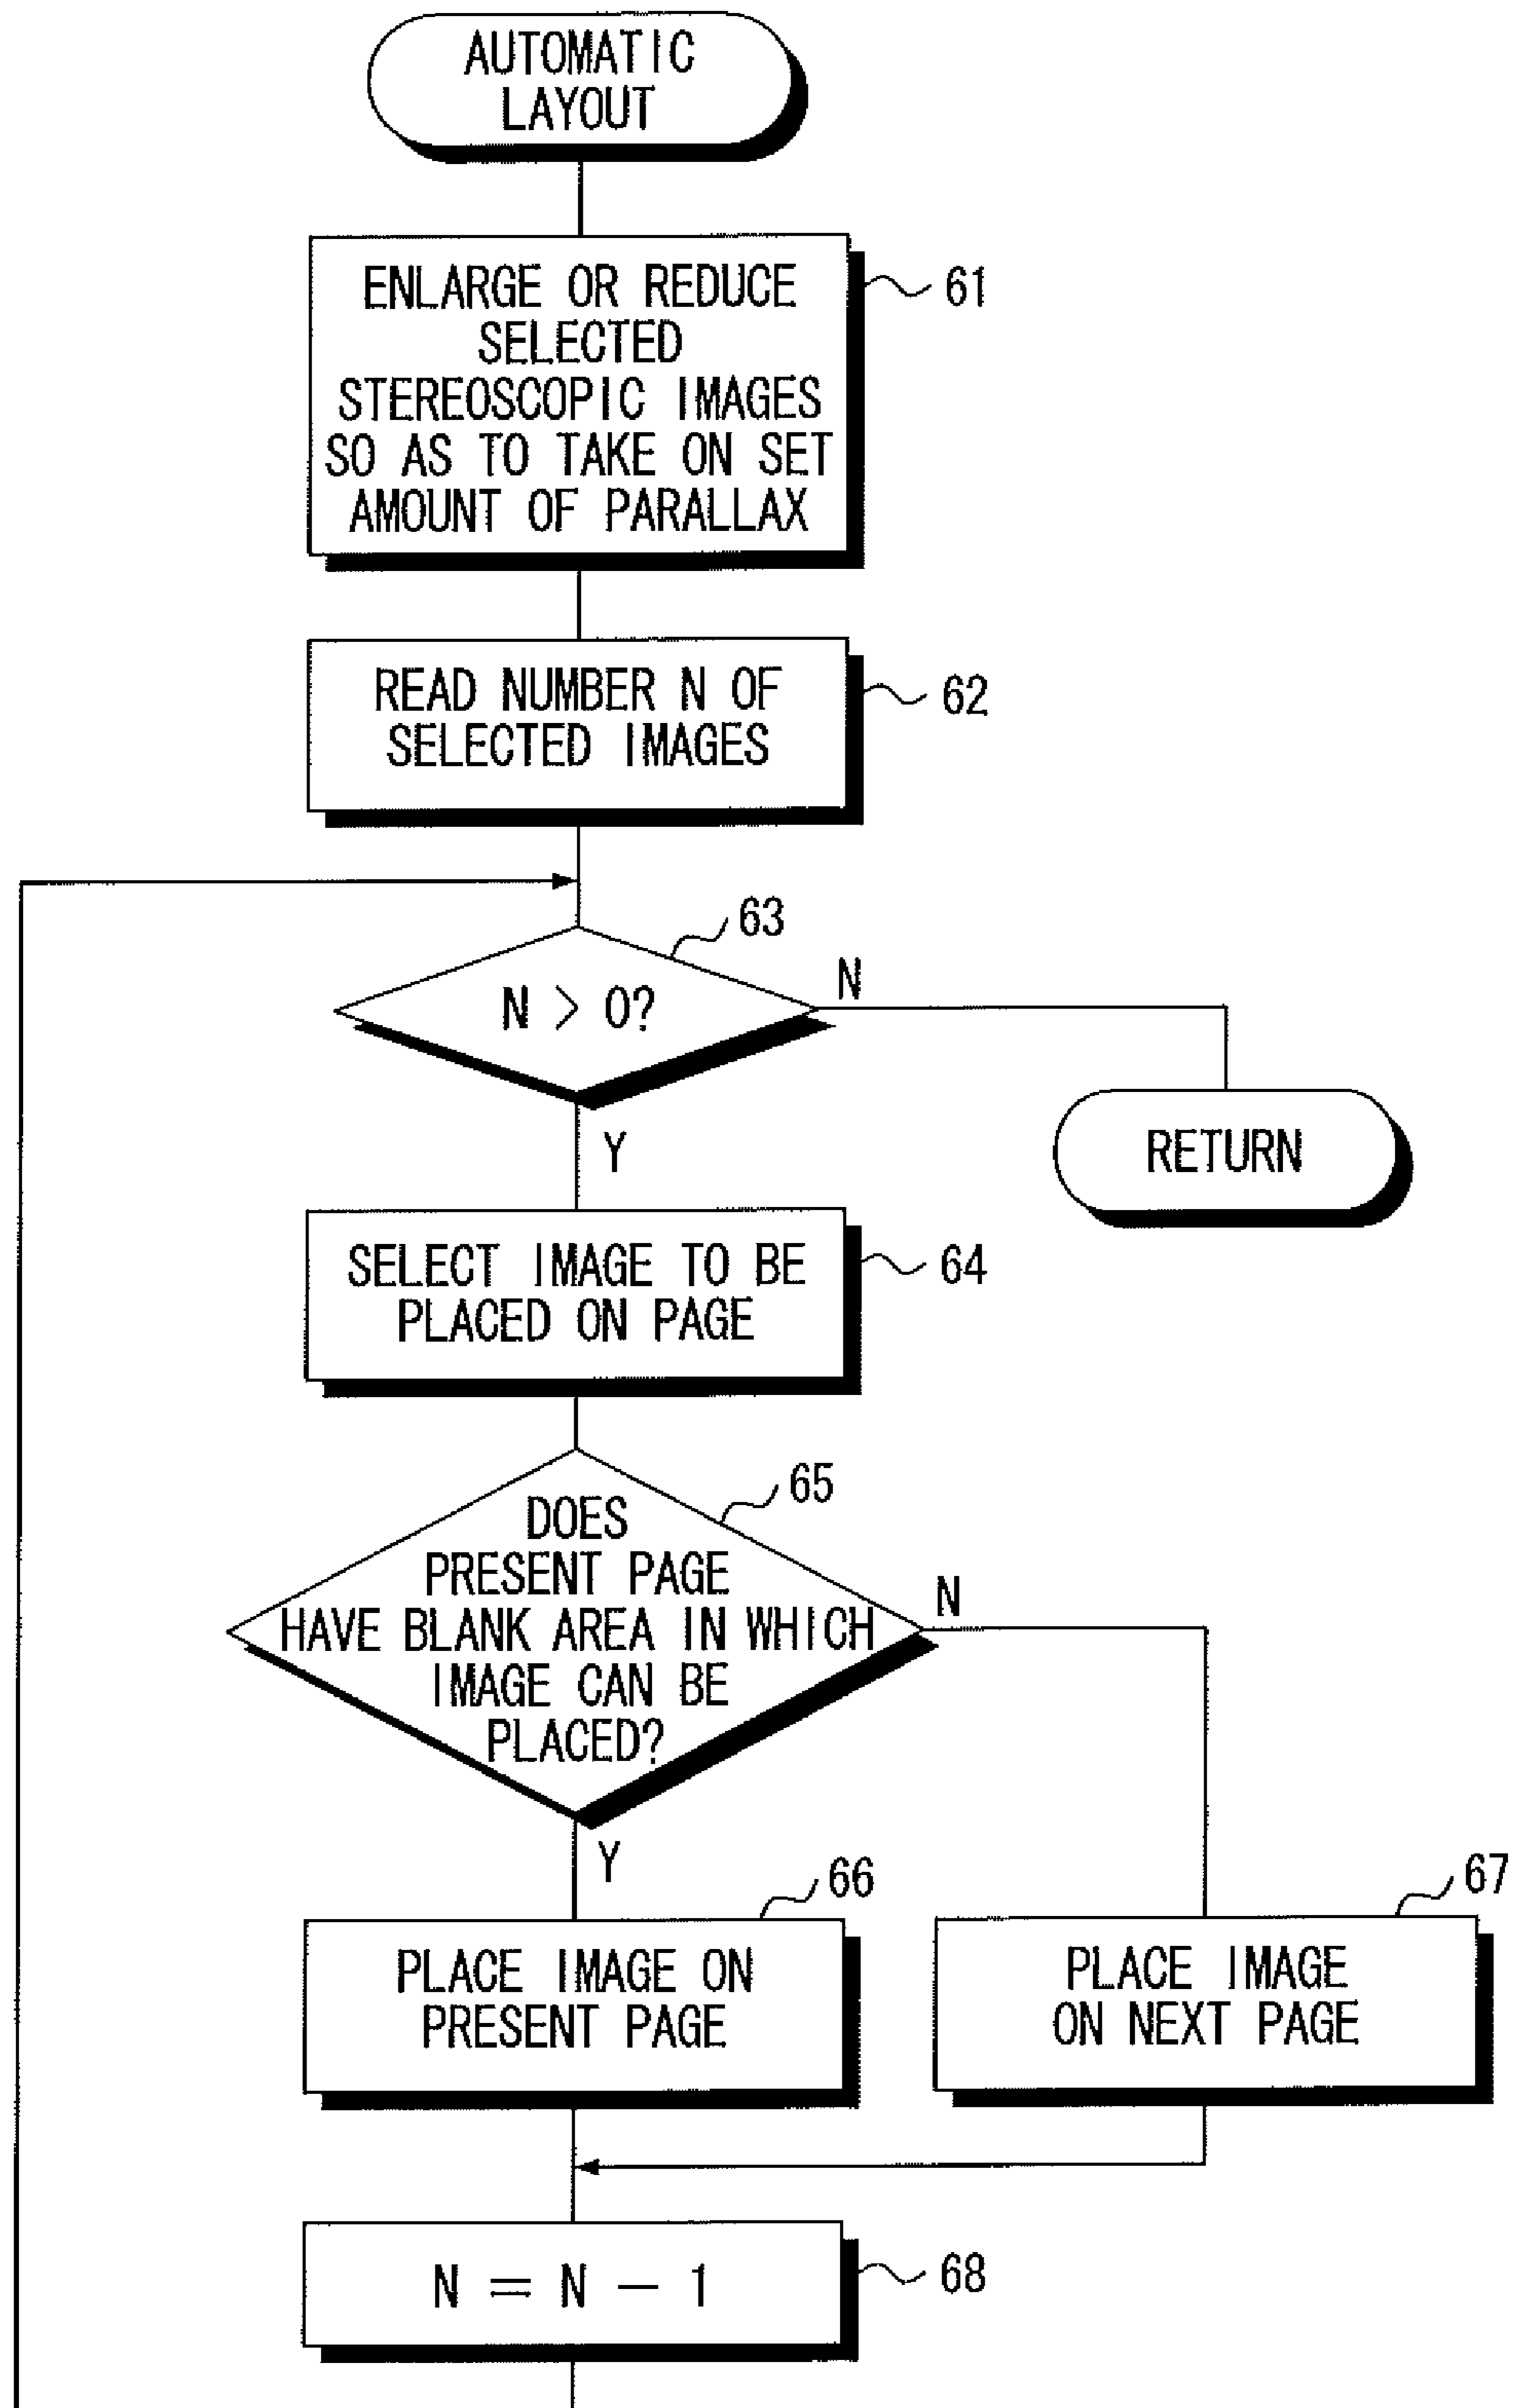 AUTOMATIC
LAYOUT
ENLARGE OR REDUCE
SELECTED
STEREOSCOPIC IMAGES
SO AS TO TAKE ON SET
AMOUNT OF PARALLAX
61
READ NUMBER N OF
SELECTED IMAGES
62
63
N > 0?
N
Y
RETURN
SELECT IMAGE TO BE
PLACED ON PAGE
64
65
DOES
PRESENT PAGE
HAVE BLANK AREA IN WHICH
IMAGE CAN BE
PLACED?
N
Y
66
PLACE IMAGE ON
PRESENT PAGE
67
PLACE IMAGE
ON NEXT PAGE
N = N - 1
68